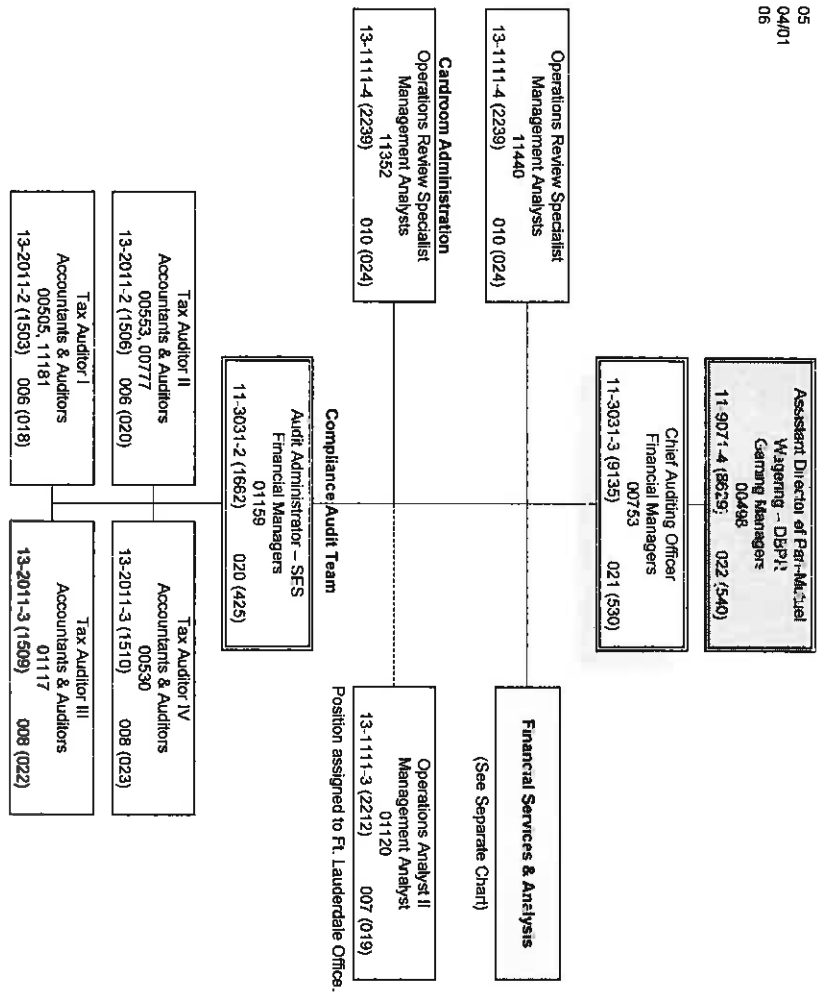 05
04/01
06
Assistant Director of Pari-Mutuel
Wagering – DBPR
Gaming Managers
00498
11-9071-4 (8629) 022 (540)
Chief Auditing Officer
Financial Managers
00753
11-3031-3 (9135) 021 (530)
Operations Review Specialist
Management Analysts
11440
13-1111-4 (2239) 010 (024)
Financial Services & Analysis
(See Separate Chart)
Cardroom Administration
Operations Review Specialist
Management Analysts
11352
13-1111-4 (2239) 010 (024)
Operations Analyst II
Management Analyst
01120
13-1111-3 (2212) 007 (019)
Position assigned to Ft. Lauderdale Office.
Compliance Audit Team
Audit Administrator – SES
Financial Managers
01159
11-3031-2 (1682) 020 (425)
Tax Auditor II
Accountants & Auditors
00553, 00777
13-2011-2 (1506) 006 (020)
Tax Auditor IV
Accountants & Auditors
00530
13-2011-3 (1510) 008 (023)
Tax Auditor I
Accountants & Auditors
00505, 11181
13-2011-2 (1503) 006 (018)
Tax Auditor III
Accountants & Auditors
01117
13-2011-3 (1509) 008 (022)